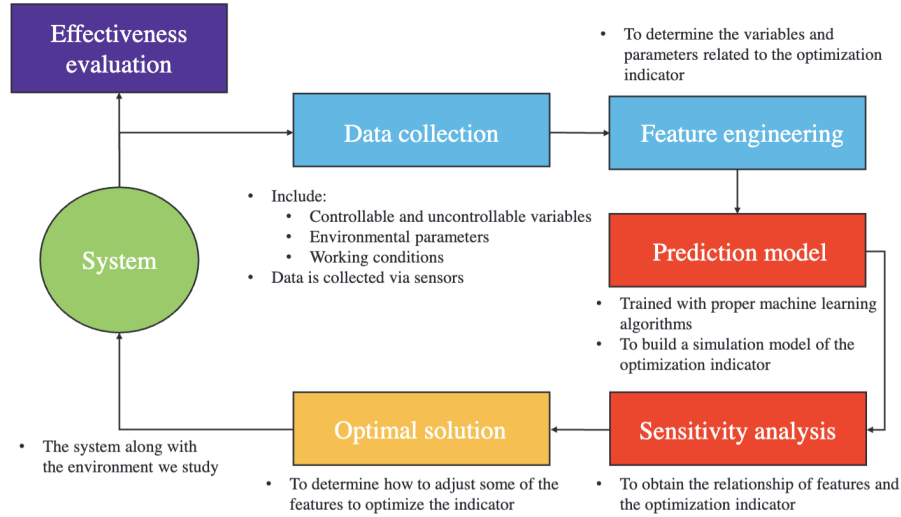 Effectiveness
evaluation
• To determine the variables and
parameters related to the optimization
indicator
Data collection
Feature engineering
• Include:
• Controllable and uncontrollable variables
• Environmental parameters
• Working conditions
• Data is collected via sensors
System
Prediction model
• Trained with proper machine learning
algorithms
• To build a simulation model of the
optimization indicator
Optimal solution
Sensitivity analysis
• The system along with
the environment we study
• To determine how to adjust some of the
features to optimize the indicator
• To obtain the relationship of features and
the optimization indicator